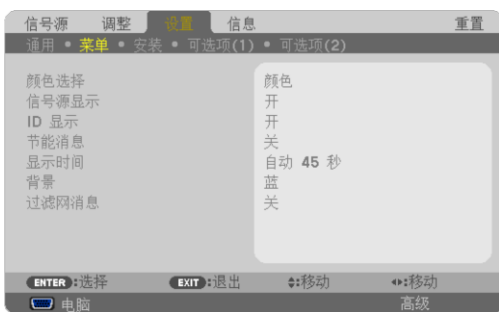 信号源 调整 设置 信息 重置
通用 • 菜单 • 安装 • 可选项(1) • 可选项(2)
颜色选择 颜色
信号源显示 开
ID 显示 开
节能消息 关
显示时间 自动 45 秒
背景 蓝
过滤网消息 关
ENTER:选择 EXIT:退出 ♦:移动 ◂▸:移动
电脑 高级